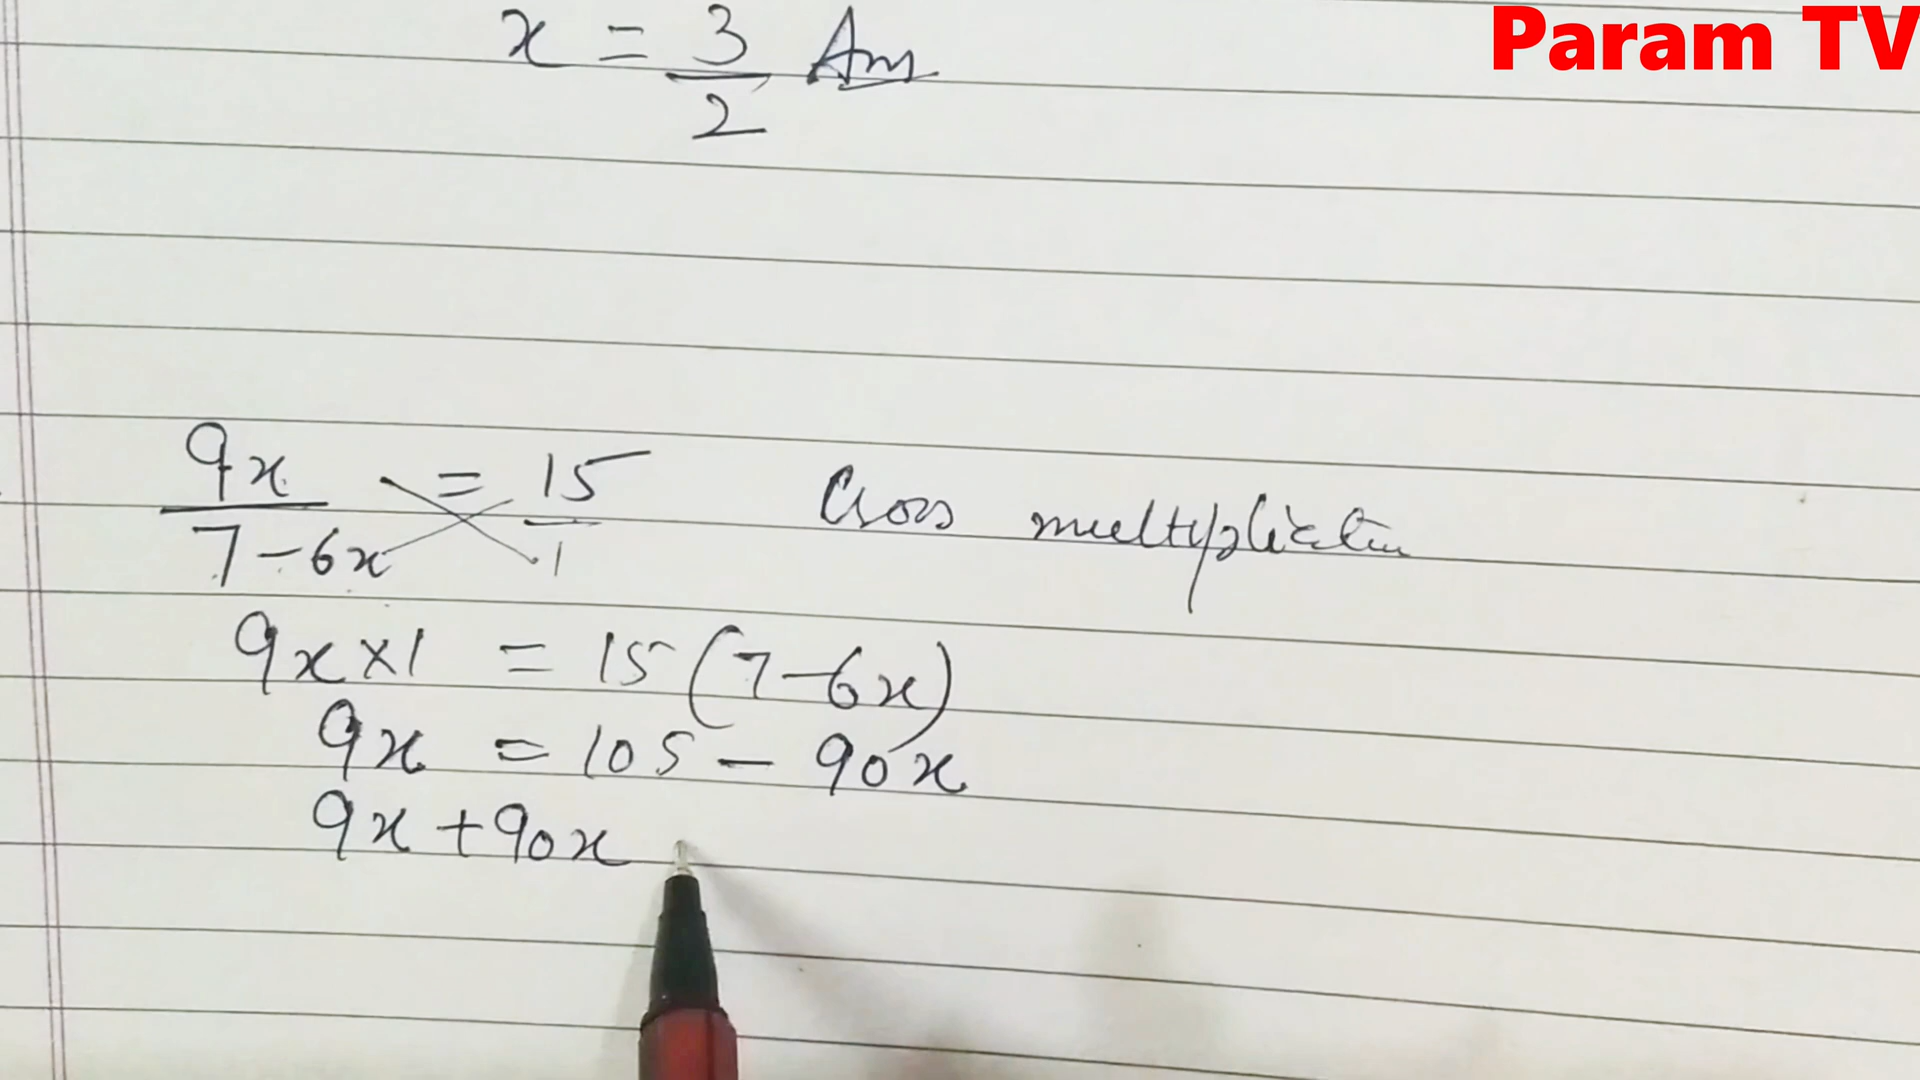 Param TV
x = 3/2 Ans
9x/7-6x = 15/1 Cross multiplication
9x×1 = 15(7-6x)
9x = 105 - 90x
9x + 90x